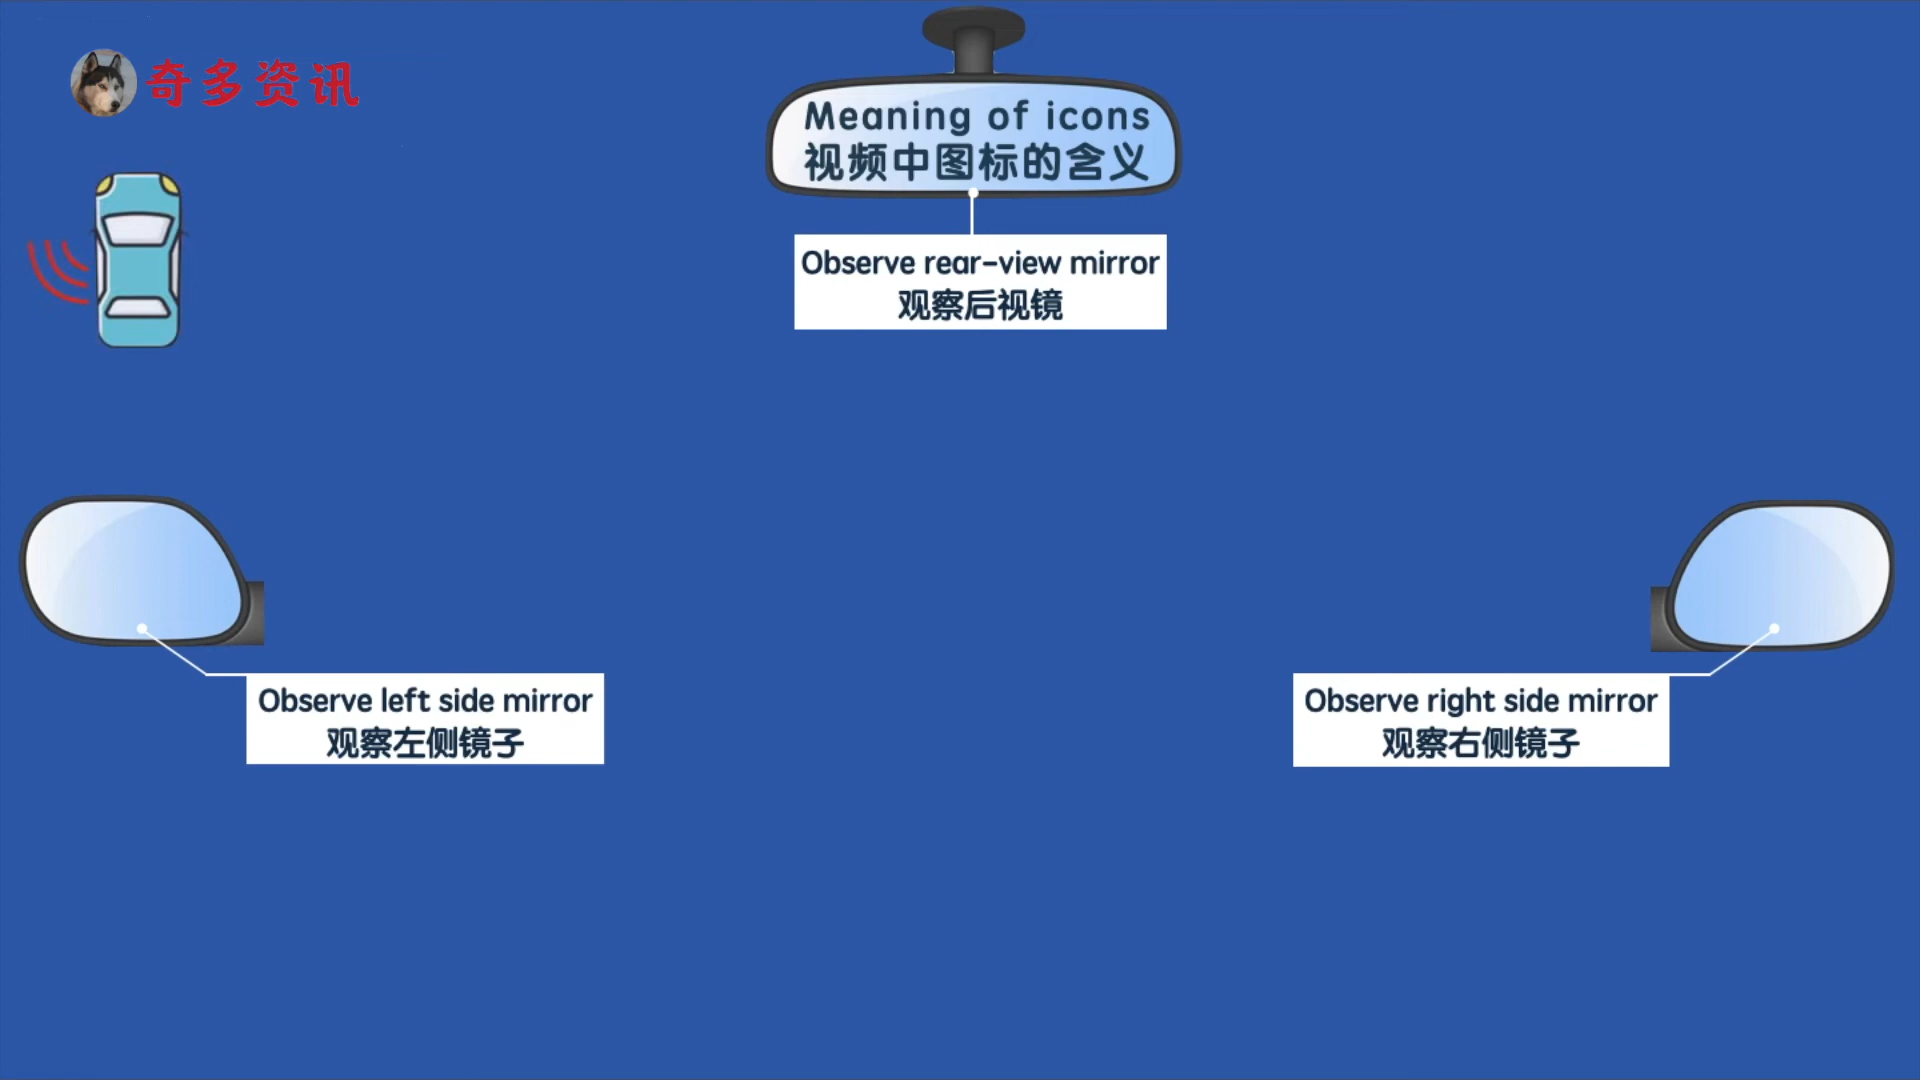 奇多资讯
Meaning of icons
视频中图标的含义
Observe rear-view mirror
观察后视镜
Observe left side mirror
观察左侧镜子
Observe right side mirror
观察右侧镜子